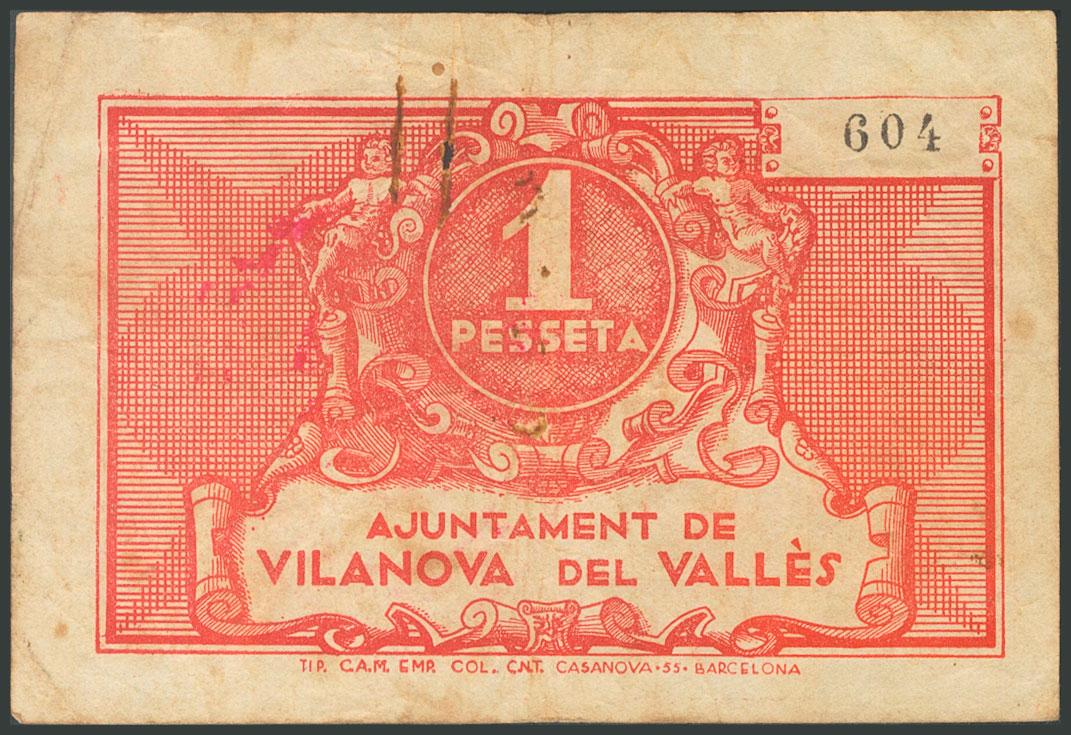 604
1
PESSETA
AJUNTAMENT DE
VILANOVA DEL VALLÈS
TIP. C.A.M. EMP. COL. C.N.T. CASANOVA·55·BARCELONA